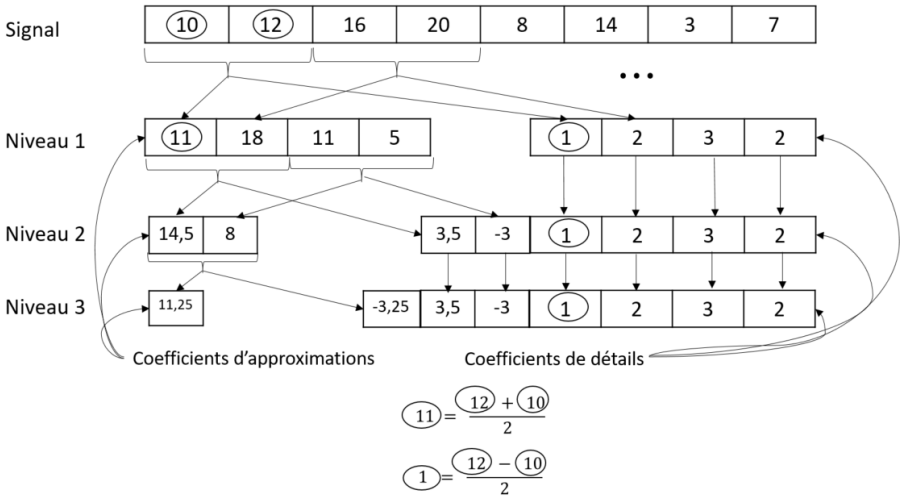 Signal 10 12 16 20 8 14 3 7
...
Niveau 1 11 18 11 5 1 2 3 2
Niveau 2 14,5 8 3,5 -3 1 2 3 2
Niveau 3 11,25 -3,25 3,5 -3 1 2 3 2
Coefficients d'approximations Coefficients de détails
11 = (12 + 10) / 2
1 = (12 − 10) / 2